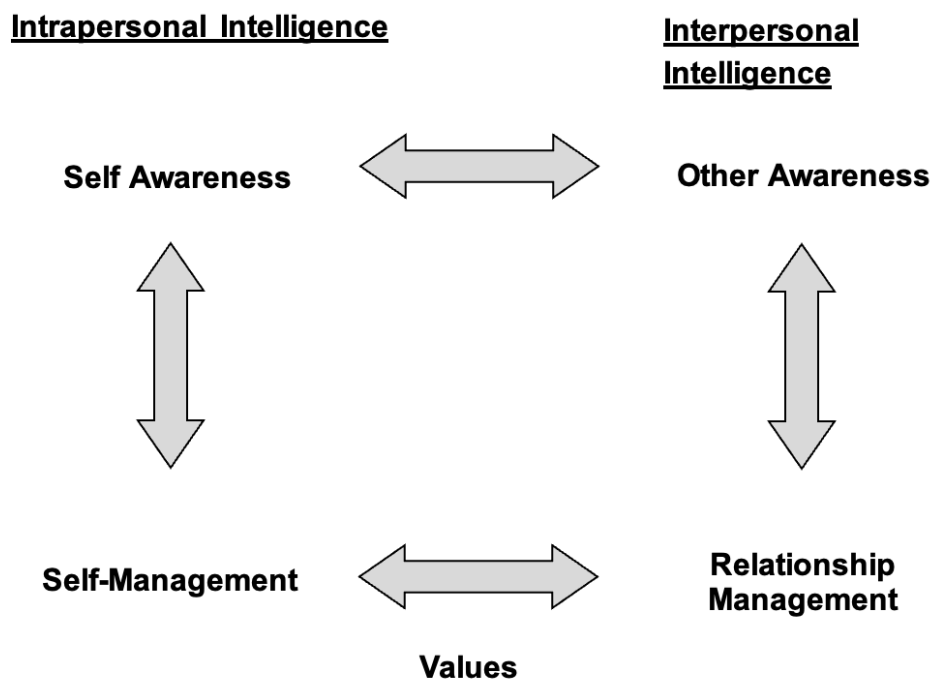 Intrapersonal Intelligence
Interpersonal
Intelligence
Self Awareness
Other Awareness
Self-Management
Relationship
Management
Values